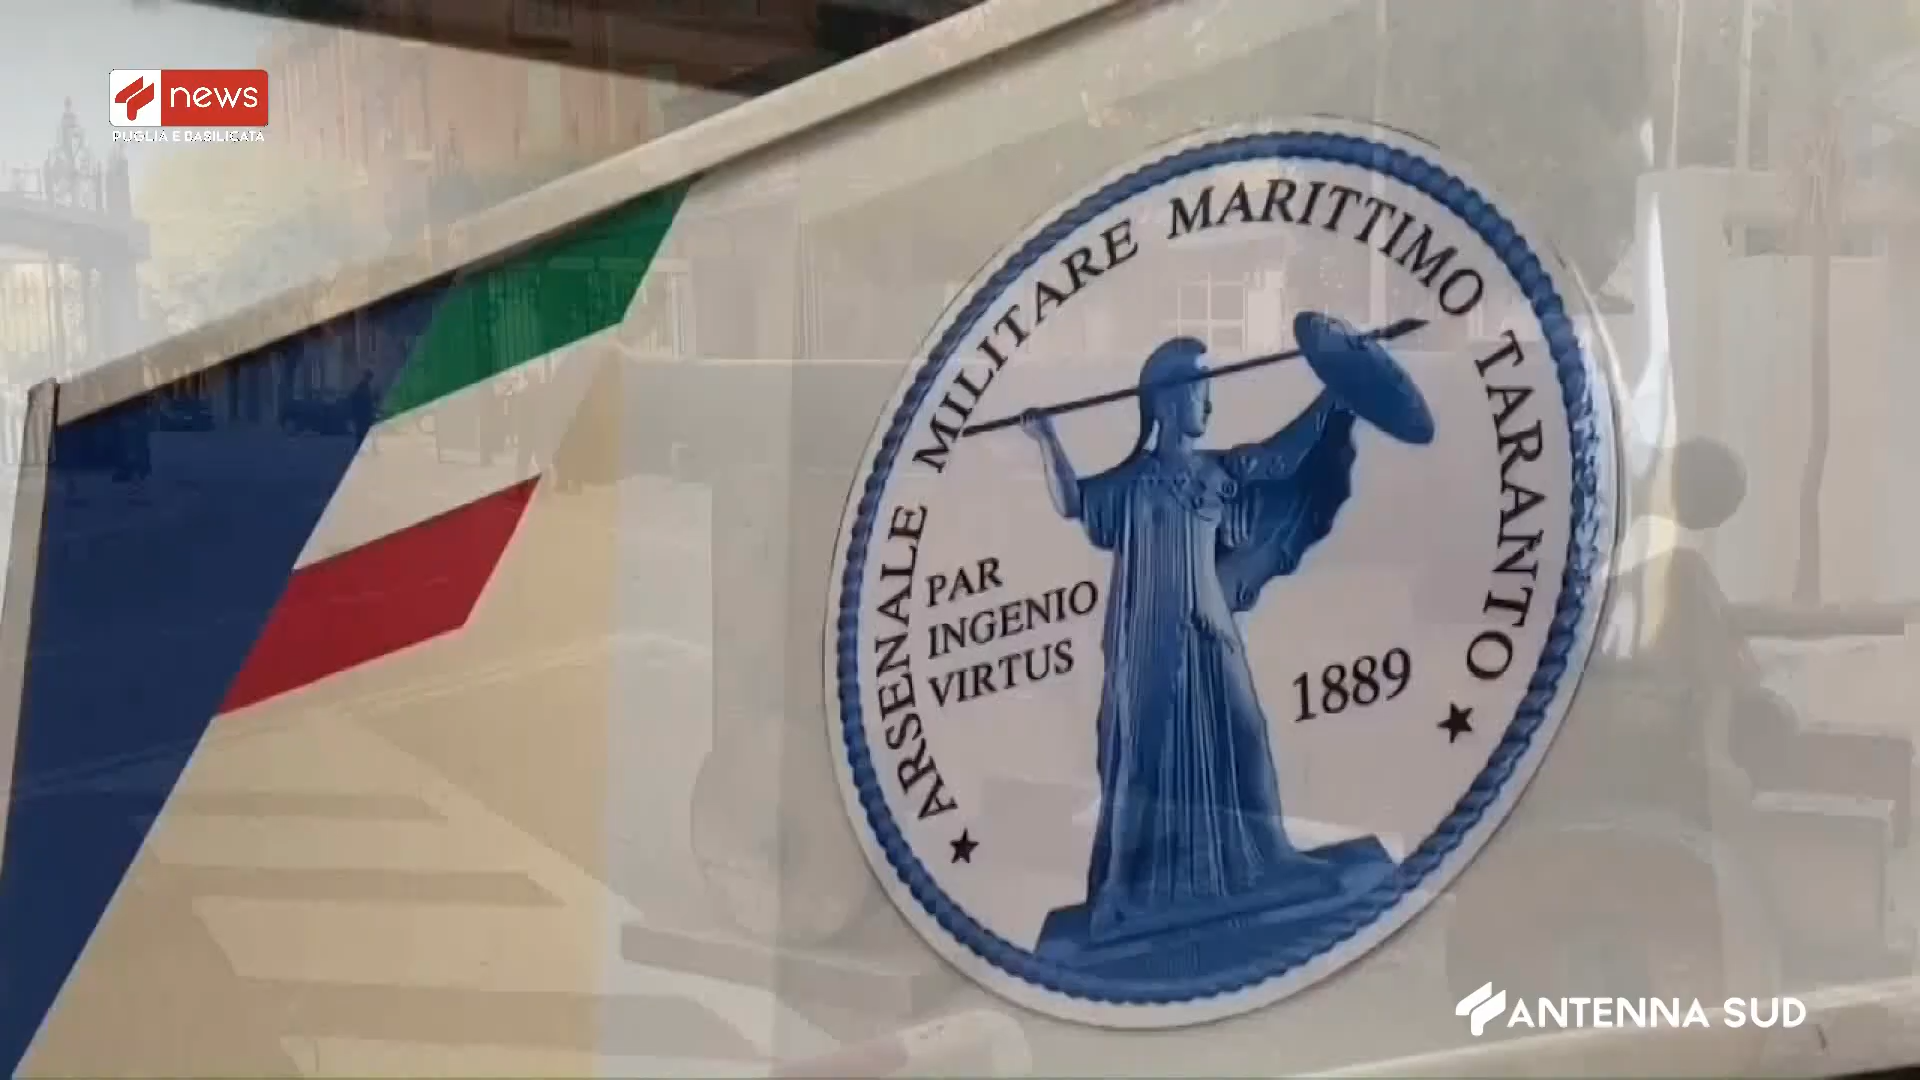 news
PUGLIA E BASILICATA
ARSENALE MILITARE MARITTIMO TARANTO
PAR
INGENIO
VIRTUS
1889
ANTENNA SUD